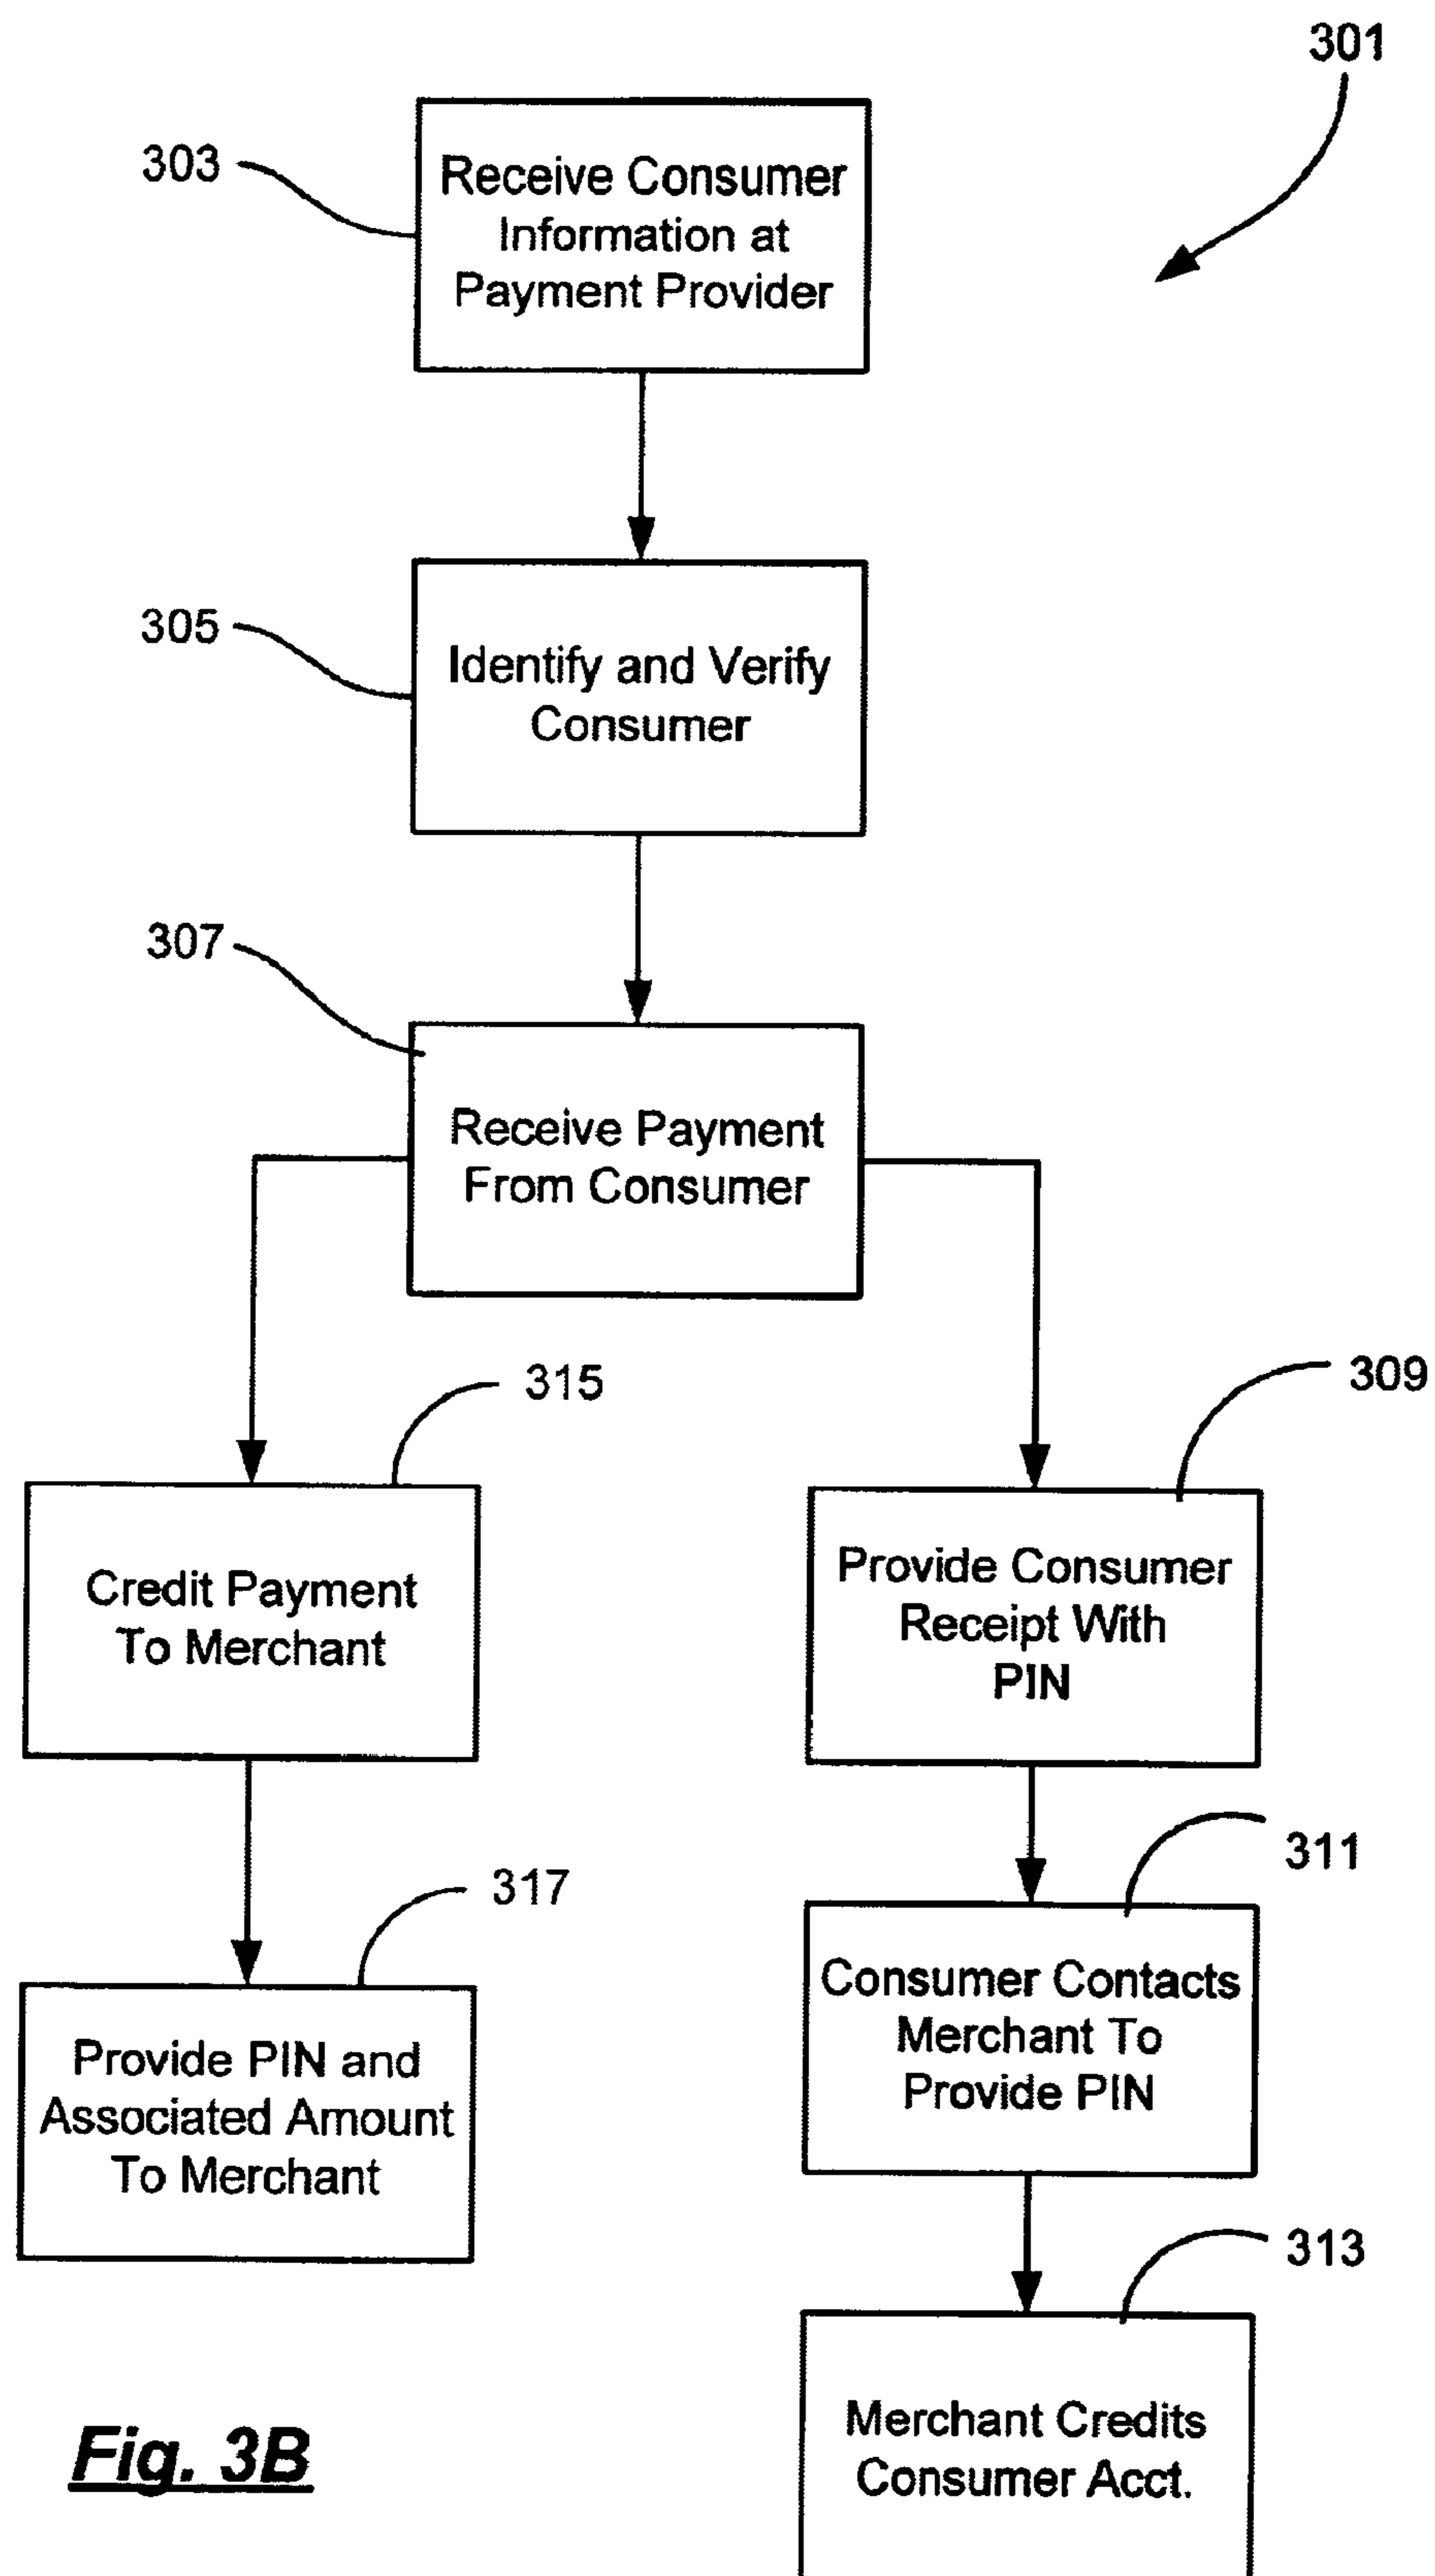 301
303
Receive Consumer
Information at
Payment Provider
305
Identify and Verify
Consumer
307
Receive Payment
From Consumer
315
Credit Payment
To Merchant
317
Provide PIN and
Associated Amount
To Merchant
309
Provide Consumer
Receipt With
PIN
311
Consumer Contacts
Merchant To
Provide PIN
313
Merchant Credits
Consumer Acct.
Fig. 3B